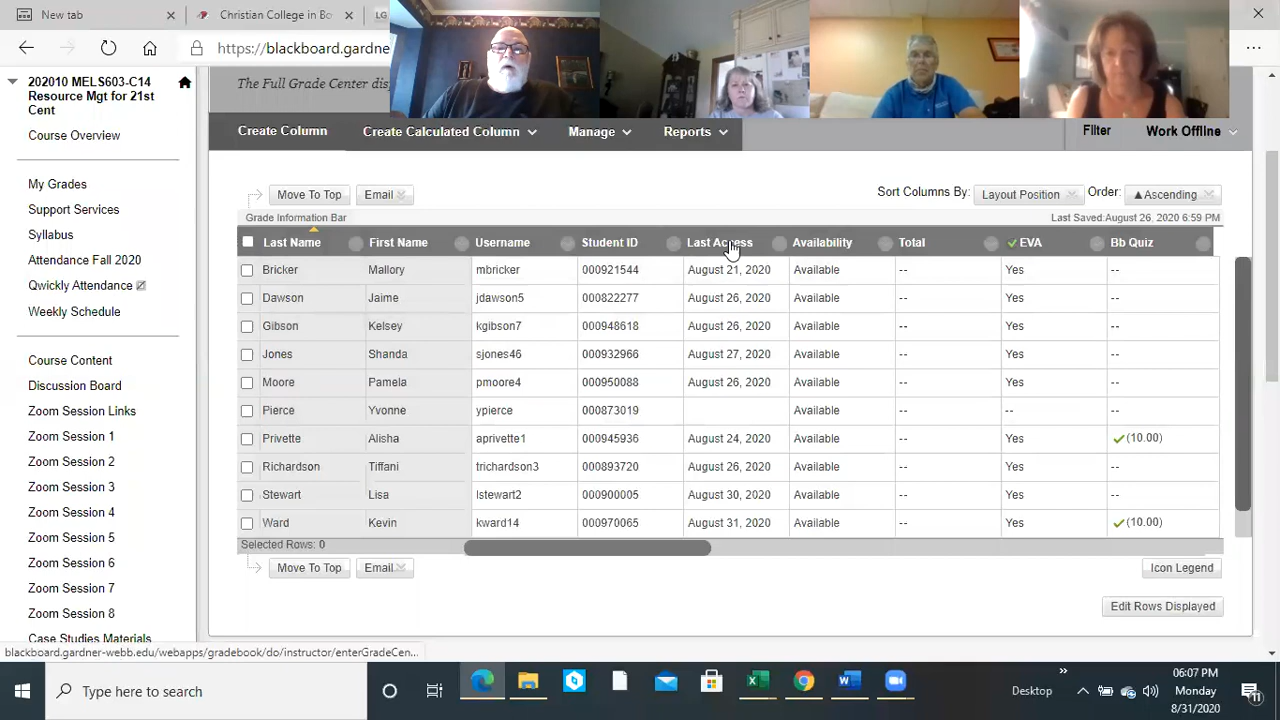 New tab
Christian College in Bo
LG
https://blackboard.gardne
202010 MELS603-C14
Resource Mgt for 21st
Cent
Course Overview
My Grades
Support Services
Syllabus
Attendance Fall 2020
Qwickly Attendance
Weekly Schedule
Course Content
Discussion Board
Zoom Session Links
Zoom Session 1
Zoom Session 2
Zoom Session 3
Zoom Session 4
Zoom Session 5
Zoom Session 6
Zoom Session 7
Zoom Session 8
Case Studies Materials
The Full Grade Center dis
Create Column Create Calculated Column Manage Reports Filter Work Offline
Move To Top Email Sort Columns By: Layout Position Order: ▲Ascending
Grade Information Bar Last Saved:August 26, 2020 6:59 PM
Last Name First Name Username Student ID Last Access Availability Total EVA Bb Quiz
Bricker Mallory mbricker 000921544 August 21, 2020 Available -- Yes --
Dawson Jaime jdawson5 000822277 August 26, 2020 Available -- Yes --
Gibson Kelsey kgibson7 000948618 August 26, 2020 Available -- Yes --
Jones Shanda sjones46 000932966 August 27, 2020 Available -- Yes --
Moore Pamela pmoore4 000950088 August 26, 2020 Available -- Yes --
Pierce Yvonne ypierce 000873019 Available -- -- --
Privette Alisha aprivette1 000945936 August 24, 2020 Available -- Yes (10.00)
Richardson Tiffani trichardson3 000893720 August 26, 2020 Available -- Yes --
Stewart Lisa lstewart2 000900005 August 30, 2020 Available -- Yes --
Ward Kevin kward14 000970065 August 31, 2020 Available -- Yes (10.00)
Selected Rows: 0
Move To Top Email Icon Legend
Edit Rows Displayed
blackboard.gardner-webb.edu/webapps/gradebook/do/instructor/enterGradeCen...
Type here to search
Desktop
06:07 PM
Monday
8/31/2020
11